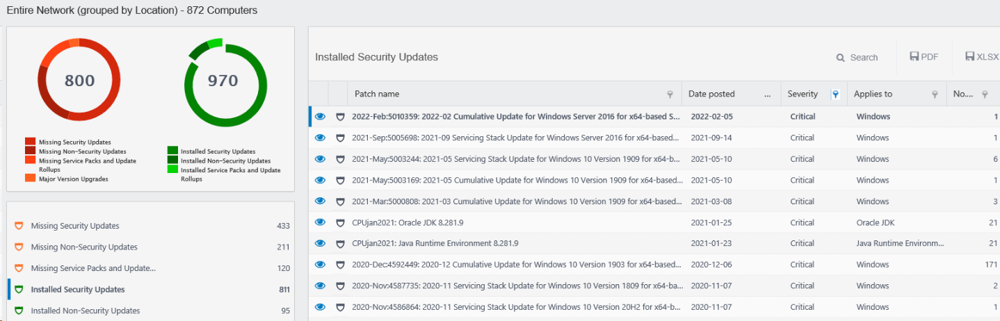 Entire Network (grouped by Location) - 872 Computers
800
970
Missing Security Updates
Missing Non-Security Updates
Missing Service Packs and Update
Rollups
Major Version Upgrades
Installed Security Updates
Installed Non-Security Updates
Installed Service Packs and Update
Rollups
Missing Security Updates 433
Missing Non-Security Updates 211
Missing Service Packs and Update... 120
Installed Security Updates 811
Installed Non-Security Updates 95
Installed Security Updates
Search
PDF
XLSX
Patch name Date posted ... Severity Applies to No....
2022-Feb:5010359: 2022-02 Cumulative Update for Windows Server 2016 for x64-based S... 2022-02-05 Critical Windows 1
2021-Sep:5005698: 2021-09 Servicing Stack Update for Windows Server 2016 for x64-based... 2021-09-14 Critical Windows 1
2021-May:5003244: 2021-05 Servicing Stack Update for Windows 10 Version 1909 for x64-b... 2021-05-10 Critical Windows 6
2021-May:5003169: 2021-05 Cumulative Update for Windows 10 Version 1909 for x64-based... 2021-05-10 Critical Windows 1
2021-Mar:5000808: 2021-03 Cumulative Update for Windows 10 Version 1909 for x64-based... 2021-03-08 Critical Windows 3
CPUjan2021: Oracle JDK 8.281.9 2021-01-25 Critical Oracle JDK 21
CPUjan2021: Java Runtime Environment 8.281.9 2021-01-23 Critical Java Runtime Environm... 21
2020-Dec:4592449: 2020-12 Cumulative Update for Windows 10 Version 1903 for x64-based... 2020-12-06 Critical Windows 171
2020-Nov:4587735: 2020-11 Servicing Stack Update for Windows 10 Version 1809 for x64-ba... 2020-11-07 Critical Windows 2
2020-Nov:4586864: 2020-11 Servicing Stack Update for Windows 10 Version 20H2 for x64-b... 2020-11-07 Critical Windows 1